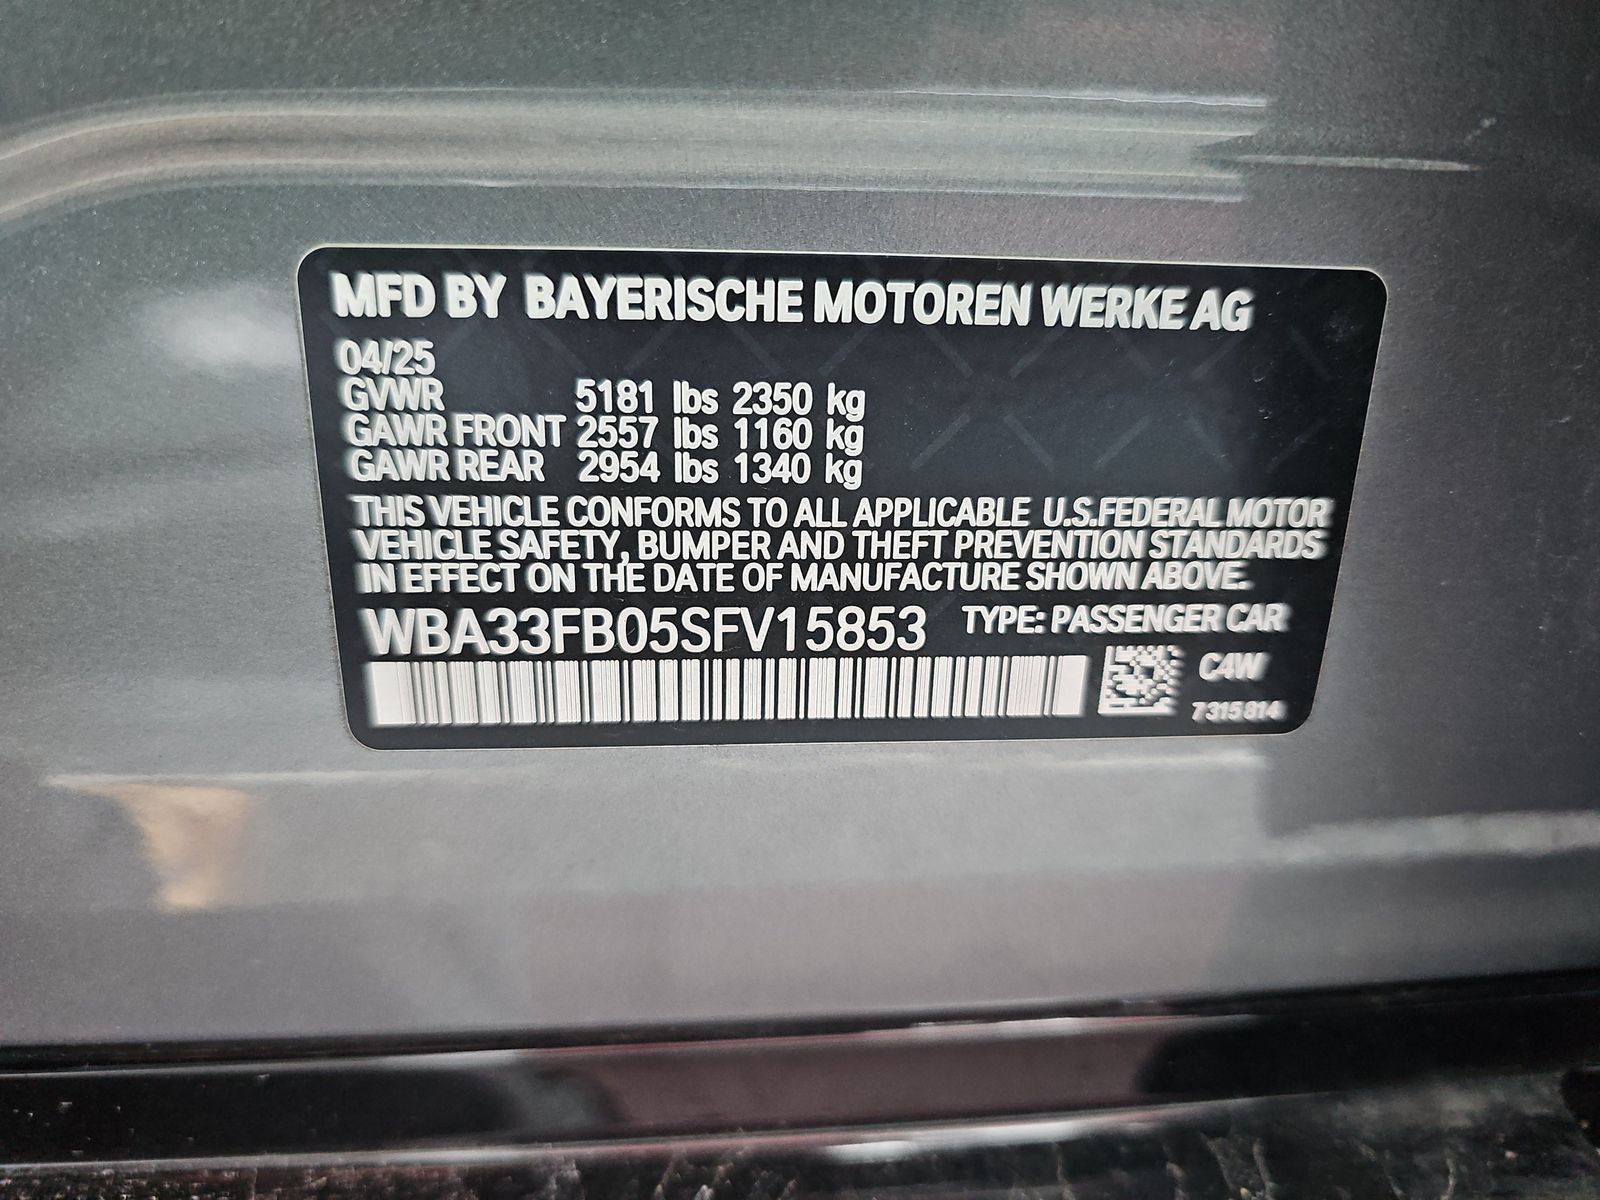 MFD BY BAYERISCHE MOTOREN WERKE AG
04/25
GVWR 5181 lbs 2350 kg
GAWR FRONT 2557 lbs 1160 kg
GAWR REAR 2954 lbs 1340 kg
THIS VEHICLE CONFORMS TO ALL APPLICABLE U.S.FEDERAL MOTOR
VEHICLE SAFETY, BUMPER AND THEFT PREVENTION STANDARDS
IN EFFECT ON THE DATE OF MANUFACTURE SHOWN ABOVE.
WBA33FB05SFV15853 TYPE: PASSENGER CAR
C4W
7315814